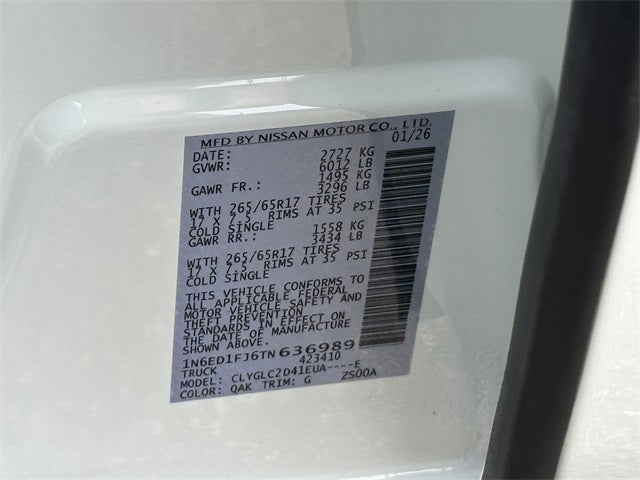 MFD BY NISSAN MOTOR CO., LTD.
DATE: 01/26
GVWR: 2727 KG
6012 LB
GAWR FR.: 1495 KG
3296 LB
WITH 265/65R17 TIRES
17 X 7.5 RIMS AT 35 PSI
COLD SINGLE
GAWR RR.: 1558 KG
3434 LB
WITH 265/65R17 TIRES
17 X 7.5 RIMS AT 35 PSI
COLD SINGLE
THIS VEHICLE CONFORMS TO
ALL APPLICABLE FEDERAL
MOTOR VEHICLE SAFETY AND
THEFT PREVENTION
STANDARDS IN EFFECT ON
THE DATE OF MANUFACTURE
SHOWN ABOVE.
1N6ED1FJ6TN636989
TRUCK 423410
MODEL: CLYGLC2D41EUA----E
COLOR: QAK TRIM: G ZS00A